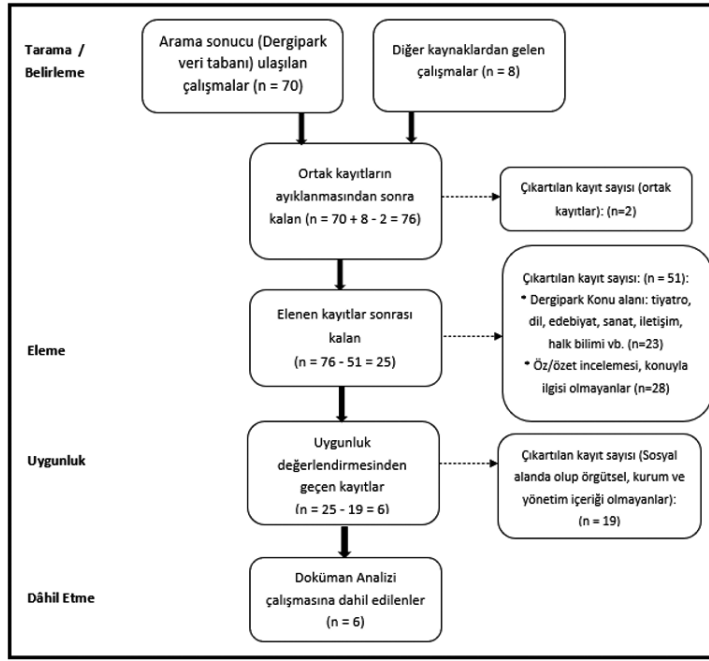 Tarama /
Belirleme
Arama sonucu (Dergipark
veri tabanı) ulaşılan
çalışmalar (n = 70)
Diğer kaynaklardan gelen
çalışmalar (n = 8)
Ortak kayıtların
ayıklanmasından sonra
kalan (n = 70 + 8 - 2 = 76)
Çıkartılan kayıt sayısı (ortak
kayıtlar): (n=2)
Eleme
Elenen kayıtlar sonrası
kalan
(n = 76 - 51 = 25)
Çıkartılan kayıt sayısı: (n = 51):
* Dergipark Konu alanı: tiyatro,
dil, edebiyat, sanat, iletişim,
halk bilimi vb. (n=23)
* Öz/özet incelemesi, konuyla
ilgisi olmayanlar (n=28)
Uygunluk
Uygunluk
değerlendirmesinden
geçen kayıtlar
(n = 25 - 19 = 6)
Çıkartılan kayıt sayısı (Sosyal
alanda olup örgütsel, kurum ve
yönetim içeriği olmayanlar):
(n = 19)
Dâhil Etme
Doküman Analizi
çalışmasına dahil edilenler
(n = 6)